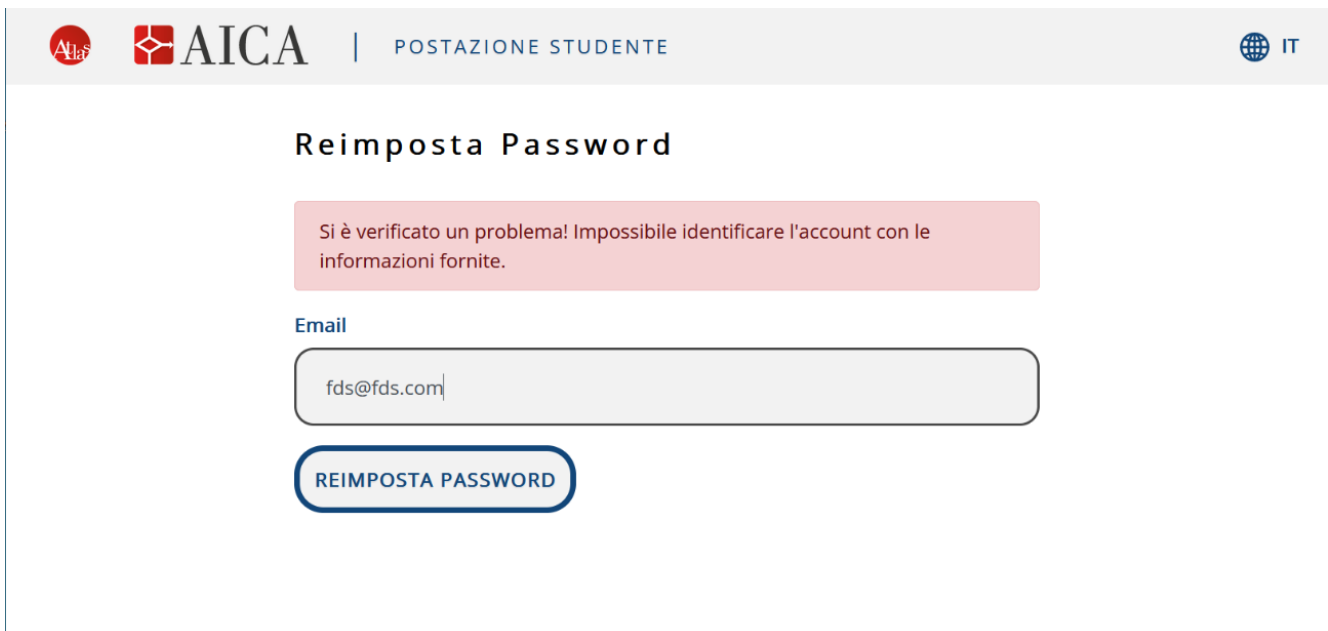 Atlas AICA | POSTAZIONE STUDENTE IT
Reimposta Password
Si è verificato un problema! Impossibile identificare l'account con le
informazioni fornite.
Email
fds@fds.com
REIMPOSTA PASSWORD